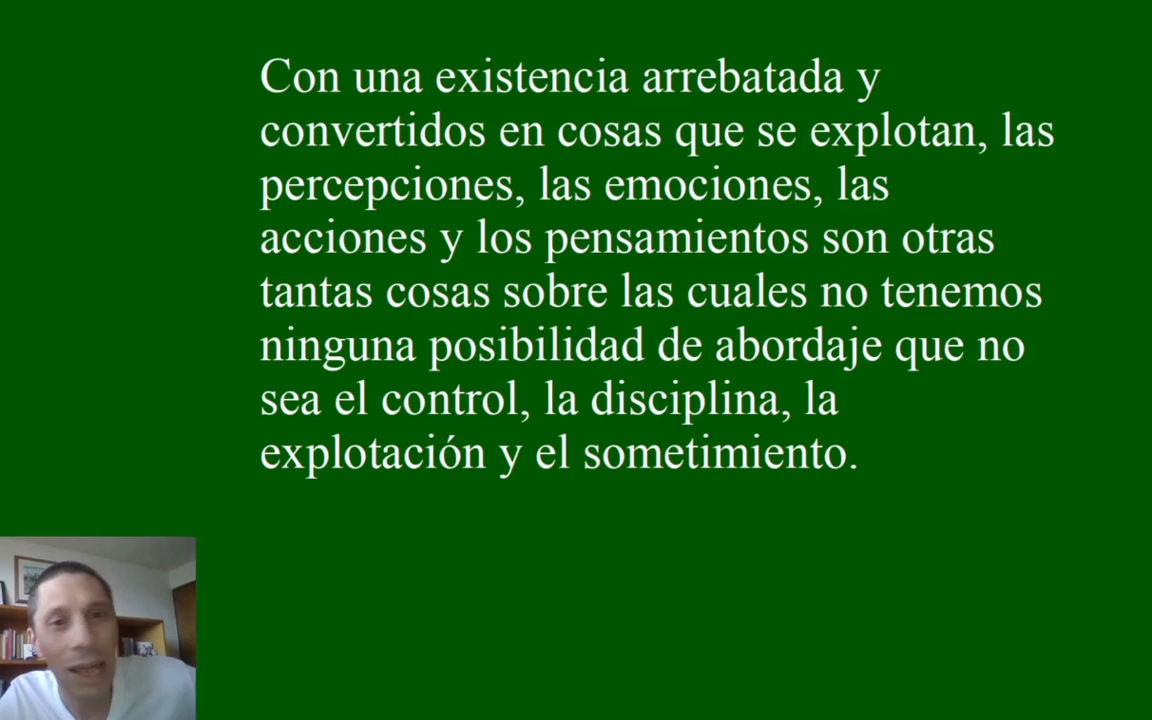 Con una existencia arrebatada y
convertidos en cosas que se explotan, las
percepciones, las emociones, las
acciones y los pensamientos son otras
tantas cosas sobre las cuales no tenemos
ninguna posibilidad de abordaje que no
sea el control, la disciplina, la
explotación y el sometimiento.